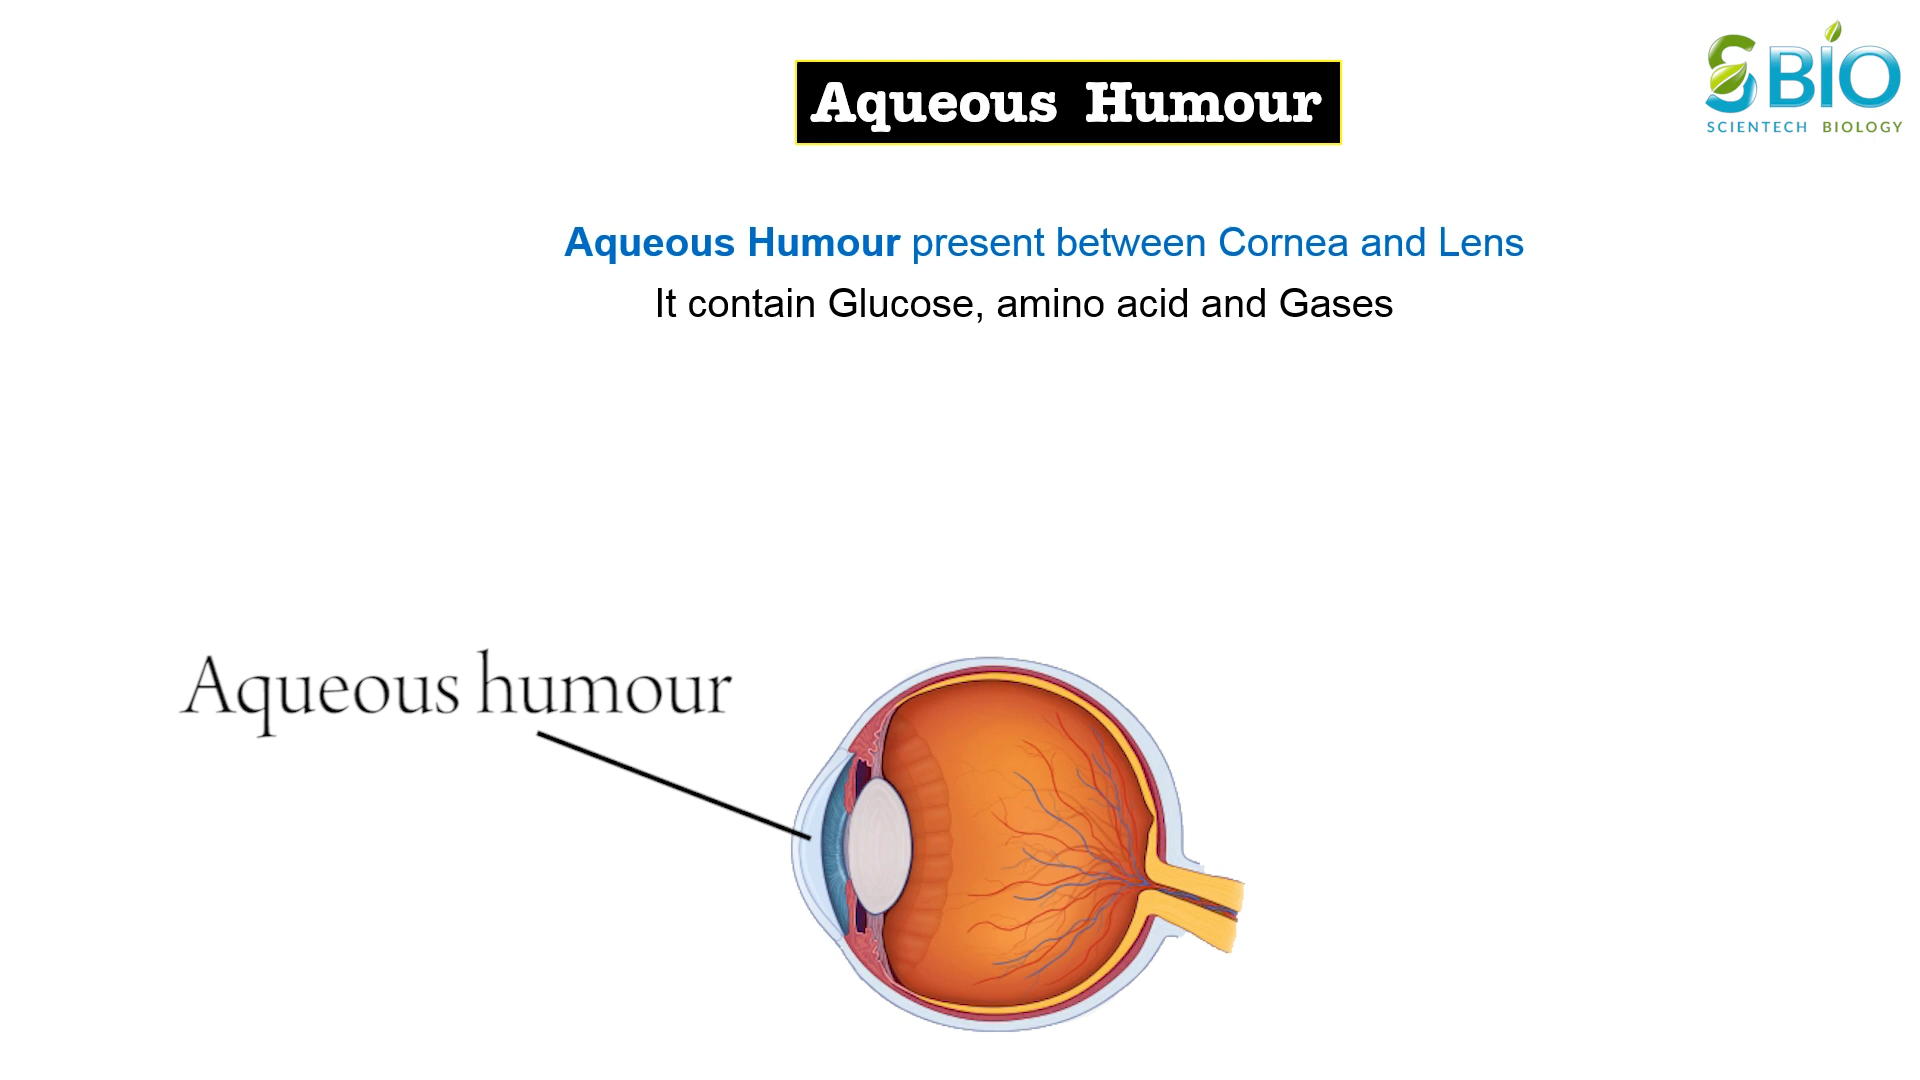 Aqueous Humour
SBIO
SCIENTECH BIOLOGY
Aqueous Humour present between Cornea and Lens
It contain Glucose, amino acid and Gases
Aqueous humour